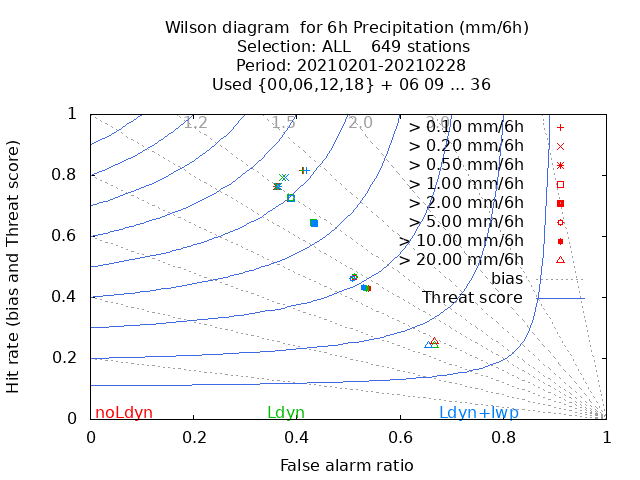 Wilson diagram  for 6h Precipitation (mm/6h)
Selection: ALL    649 stations
Period: 20210201-20210228
Used {00,06,12,18} + 06 09 ... 36
1.2 1.5 2.0 3.0
> 0.10 mm/6h
> 0.20 mm/6h
> 0.50 mm/6h
> 1.00 mm/6h
> 2.00 mm/6h
> 5.00 mm/6h
> 10.00 mm/6h
> 20.00 mm/6h
bias
Threat score
Hit rate (bias and Threat score)
1
0.8
0.6
0.4
0.2
0
noLdyn Ldyn Ldyn+lwp
0 0.2 0.4 0.6 0.8 1
False alarm ratio